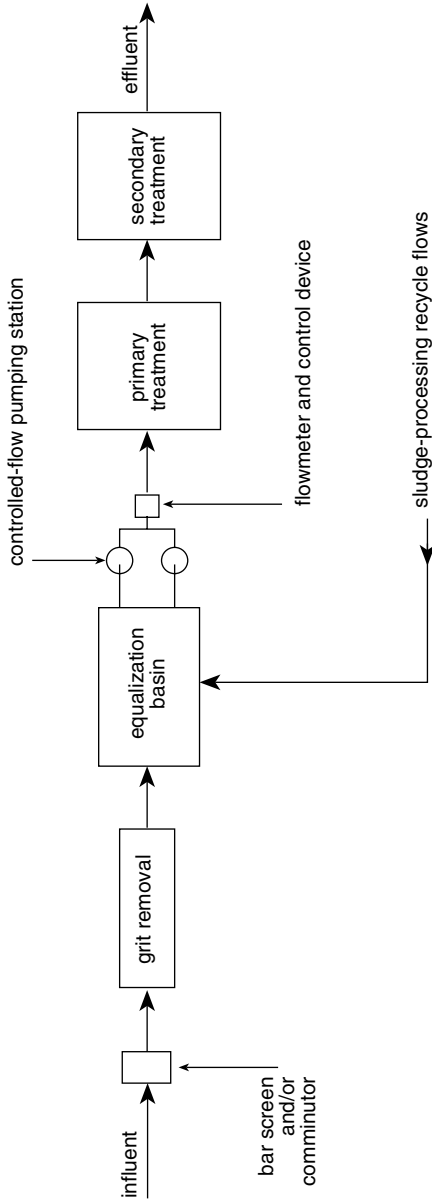 influent
bar screen
and/or
comminutor
grit removal
equalization
basin
controlled-flow pumping station
flowmeter and control device
primary
treatment
secondary
treatment
effluent
sludge-processing recycle flows